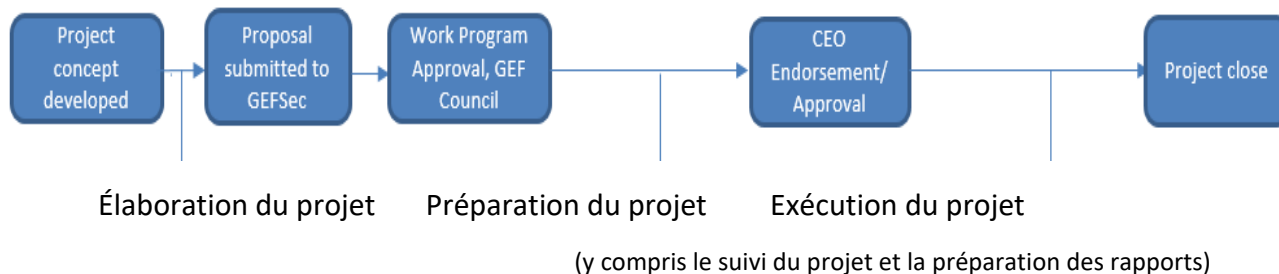 Project
concept
developed
Proposal
submitted to
GEFSec
Work Program
Approval, GEF
Council
CEO
Endorsement/
Approval
Project close
Élaboration du projet
Préparation du projet
Exécution du projet
(y compris le suivi du projet et la préparation des rapports)